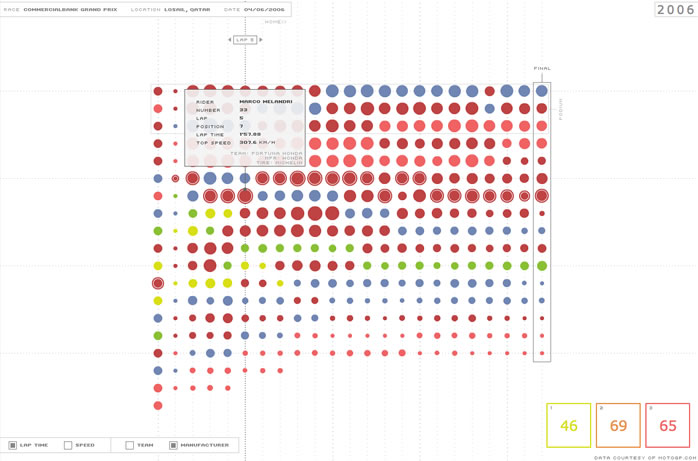 RACE COMMERCIALBANK GRAND PRIX LOCATION LOSAIL, QATAR DATE 04/06/2006
2006
LAP 5
FINAL
PODIUM
RIDER MARCO MELANDRI
NUMBER 33
LAP 5
POSITION 7
LAP TIME 1'57.88
TOP SPEED 307.6 KM/H
TEAM: FORTUNA HONDA
MFR: HONDA
TIRE: MICHELIN
1 46
2 69
3 65
LAP TIME SPEED TEAM MANUFACTURER
DATA COURTESY OF MOTOGP.COM